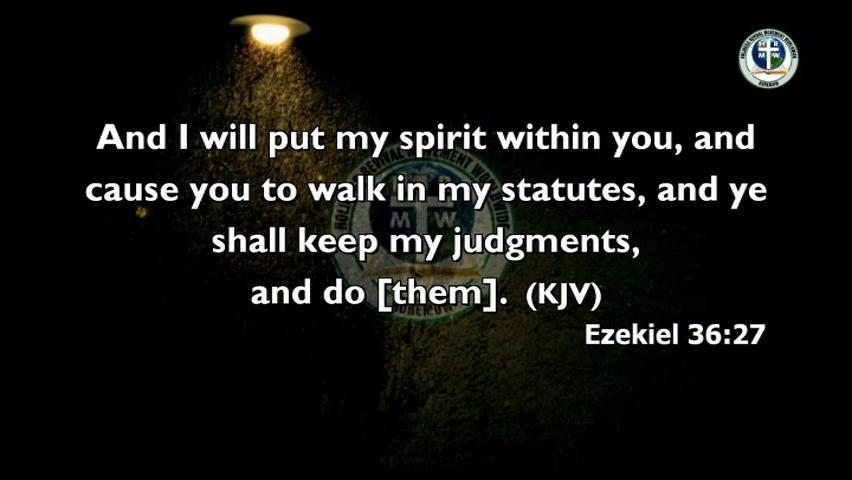 And I will put my spirit within you, and
cause you to walk in my statutes, and ye
shall keep my judgments,
and do [them]. (KJV)
Ezekiel 36:27
H R
M W